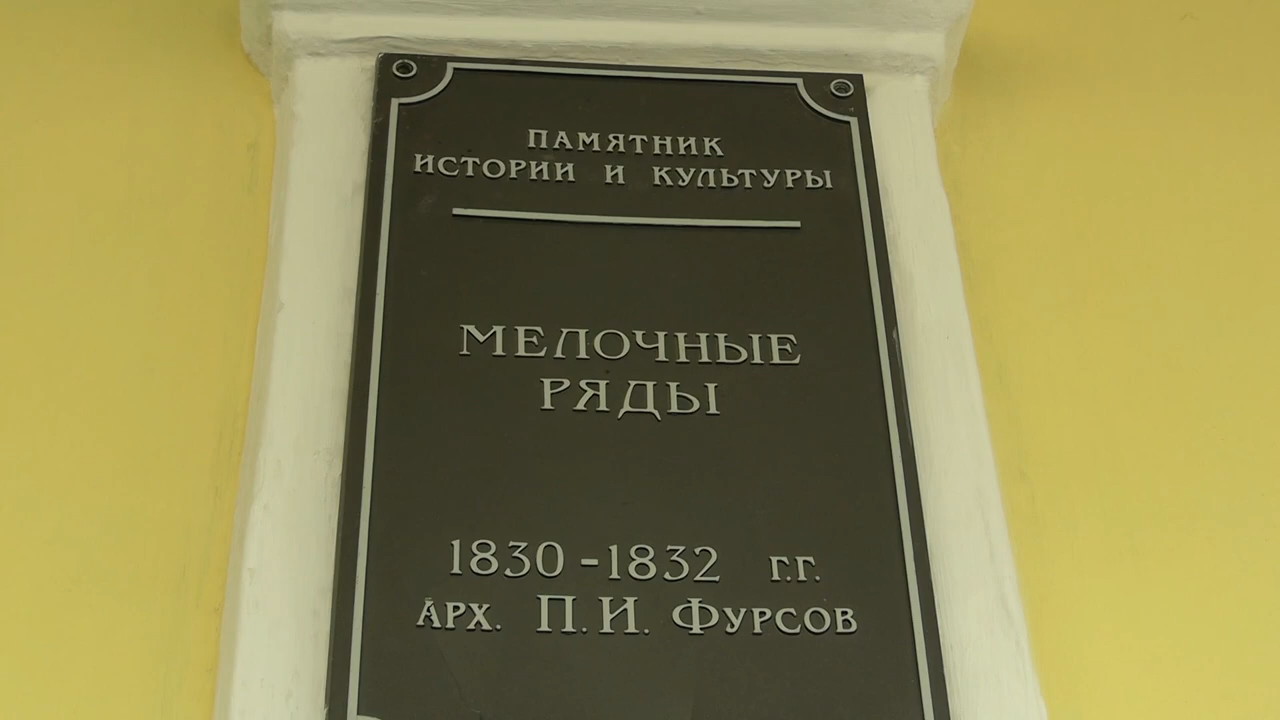 ПАМЯТНИК
ИСТОРИИ И КУЛЬТУРЫ
МЕЛОЧНЫЕ
РЯДЫ
1830-1832 г.г.
АРХ. П.И. ФУРСОВ